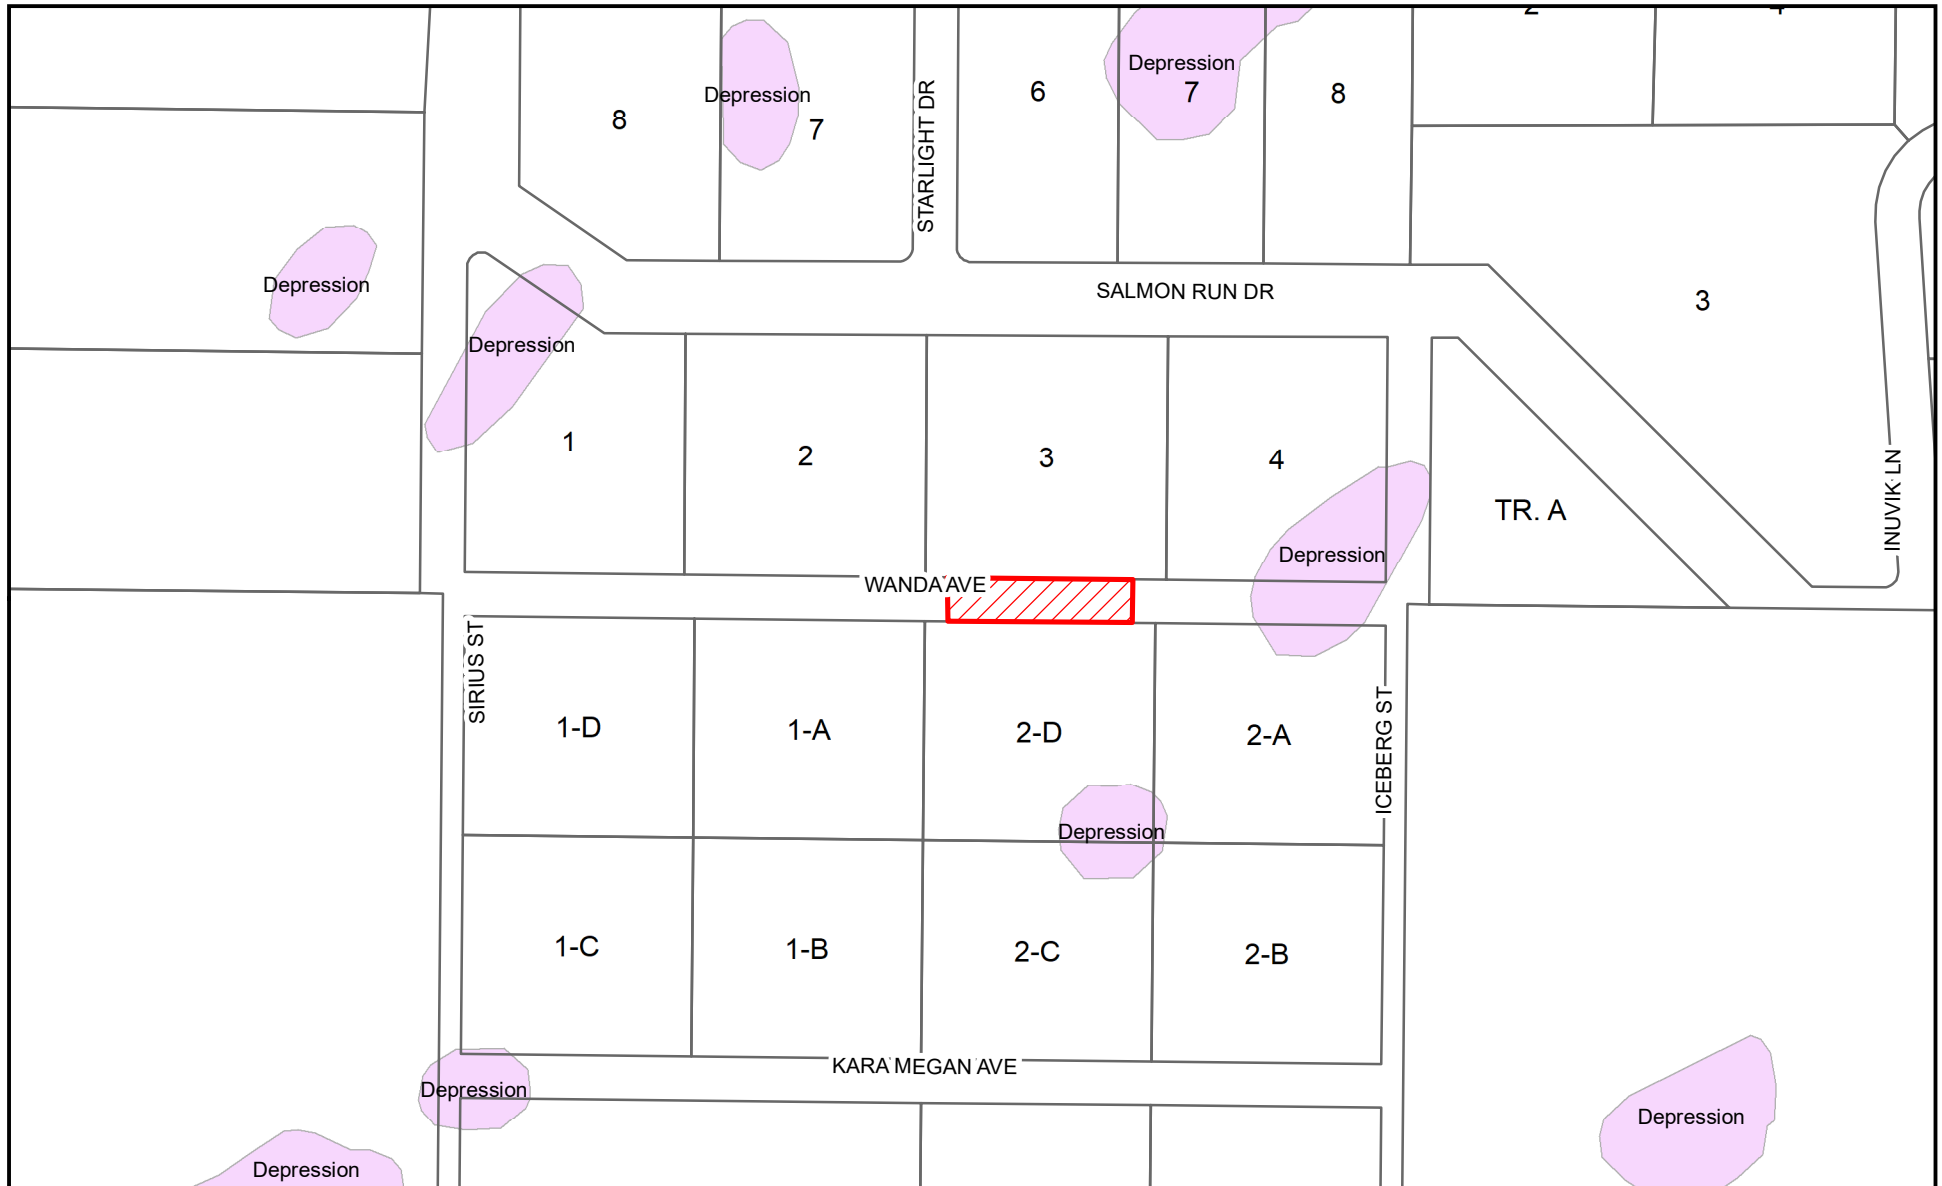 Depression
7
8
Depression
7
STARLIGHT DR
6
Depression
8
Depression
SALMON RUN DR
3
Depression
1
2
3
4
TR. A
INUVIK LN
Depression
WANDA AVE
SIRIUS ST
1-D
1-A
2-D
2-A
ICEBERG ST
Depression
1-C
1-B
2-C
2-B
KARA MEGAN AVE
Depression
Depression
Depression